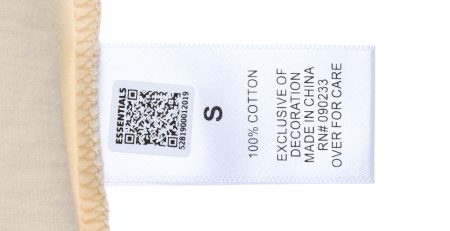 ESSENTIALS
5281900012019
S
100% COTTON
EXCLUSIVE OF
DECORATION
MADE IN CHINA
RN# 090233
OVER FOR CARE